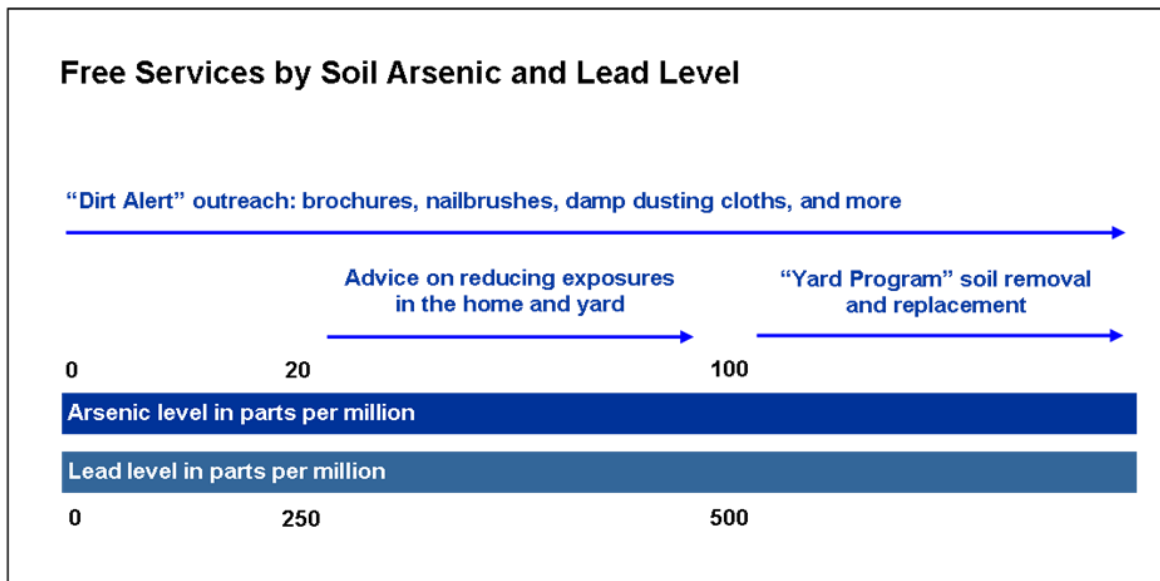 Free Services by Soil Arsenic and Lead Level
“Dirt Alert” outreach: brochures, nailbrushes, damp dusting cloths, and more
Advice on reducing exposures
in the home and yard
“Yard Program” soil removal
and replacement
0 20 100
Arsenic level in parts per million
Lead level in parts per million
0 250 500